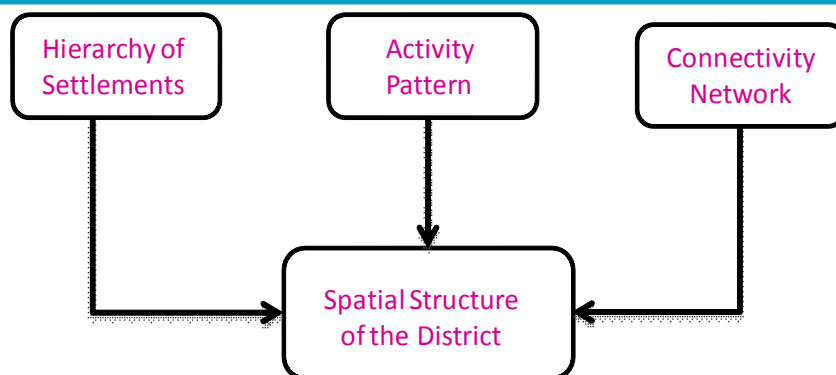 Hierarchy of
Settlements
Activity
Pattern
Connectivity
Network
Spatial Structure
of the District